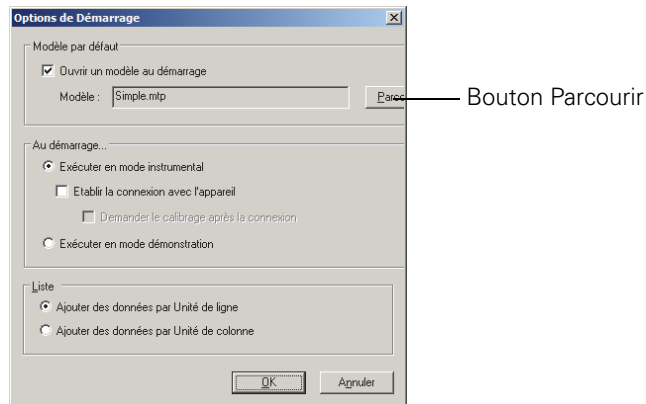 Options de Démarrage
Modèle par défaut
Ouvrir un modèle au démarrage
Modèle : Simple.mtp
Bouton Parcourir
Au démarrage...
Exécuter en mode instrumental
Etablir la connexion avec l'appareil
Demander le calibrage après la connexion
Exécuter en mode démonstration
Liste
Ajouter des données par Unité de ligne
Ajouter des données par Unité de colonne
OK Annuler